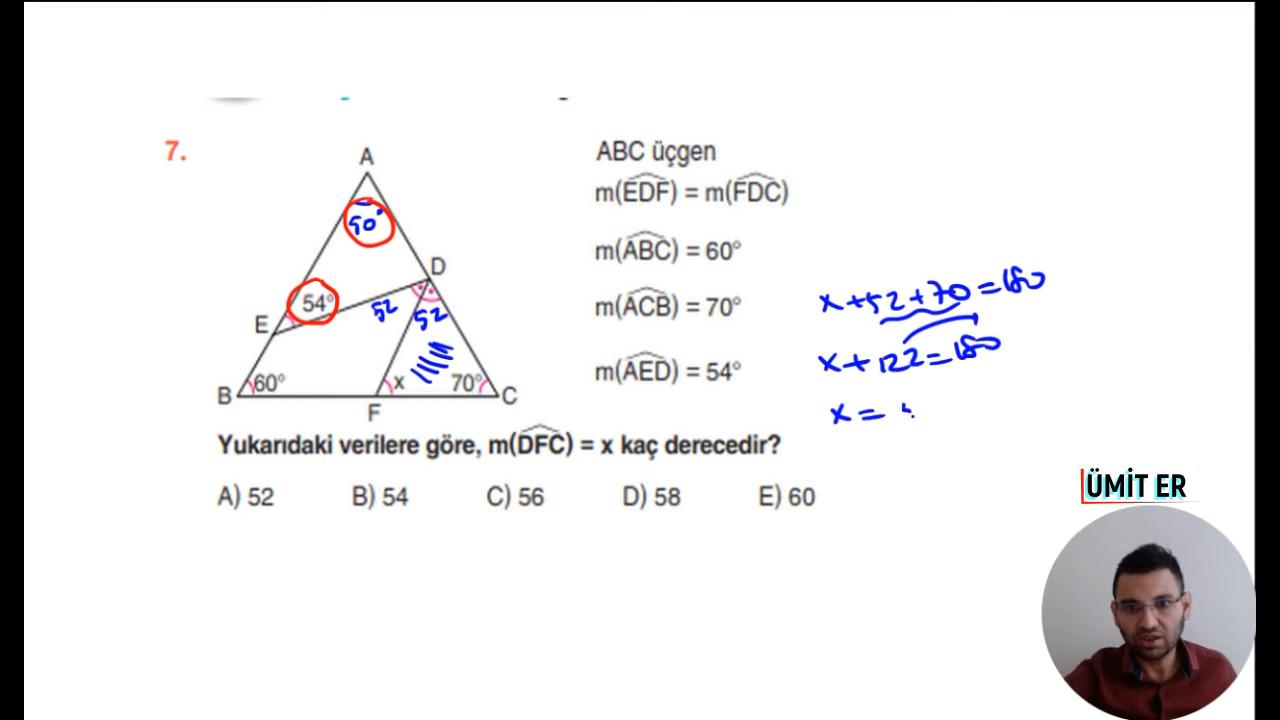 7.
ABC üçgen
m(EDF) = m(FDC)
m(ABC) = 60°
m(ACB) = 70°
m(AED) = 54°
A
50°
D
54°
E
52
52
B
60°
x
70°
C
F
x+52+70=180
x+122=180
x=
Yukarıdaki verilere göre, m(DFC) = x kaç derecedir?
A) 52 B) 54 C) 56 D) 58 E) 60
ÜMİT ER